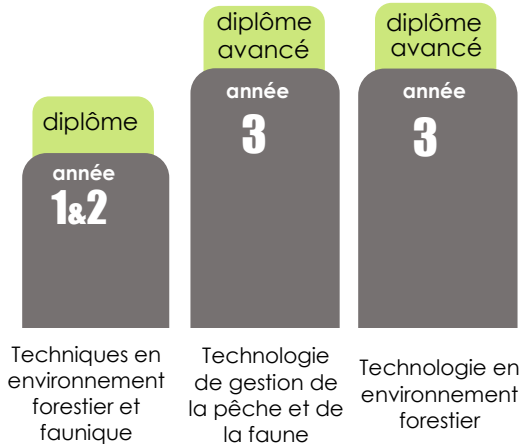 diplôme
année
1&2
Techniques en
environnement
forestier et
faunique
diplôme
avancé
année
3
Technologie
de gestion de
la pêche et de
la faune
diplôme
avancé
année
3
Technologie en
environnement
forestier